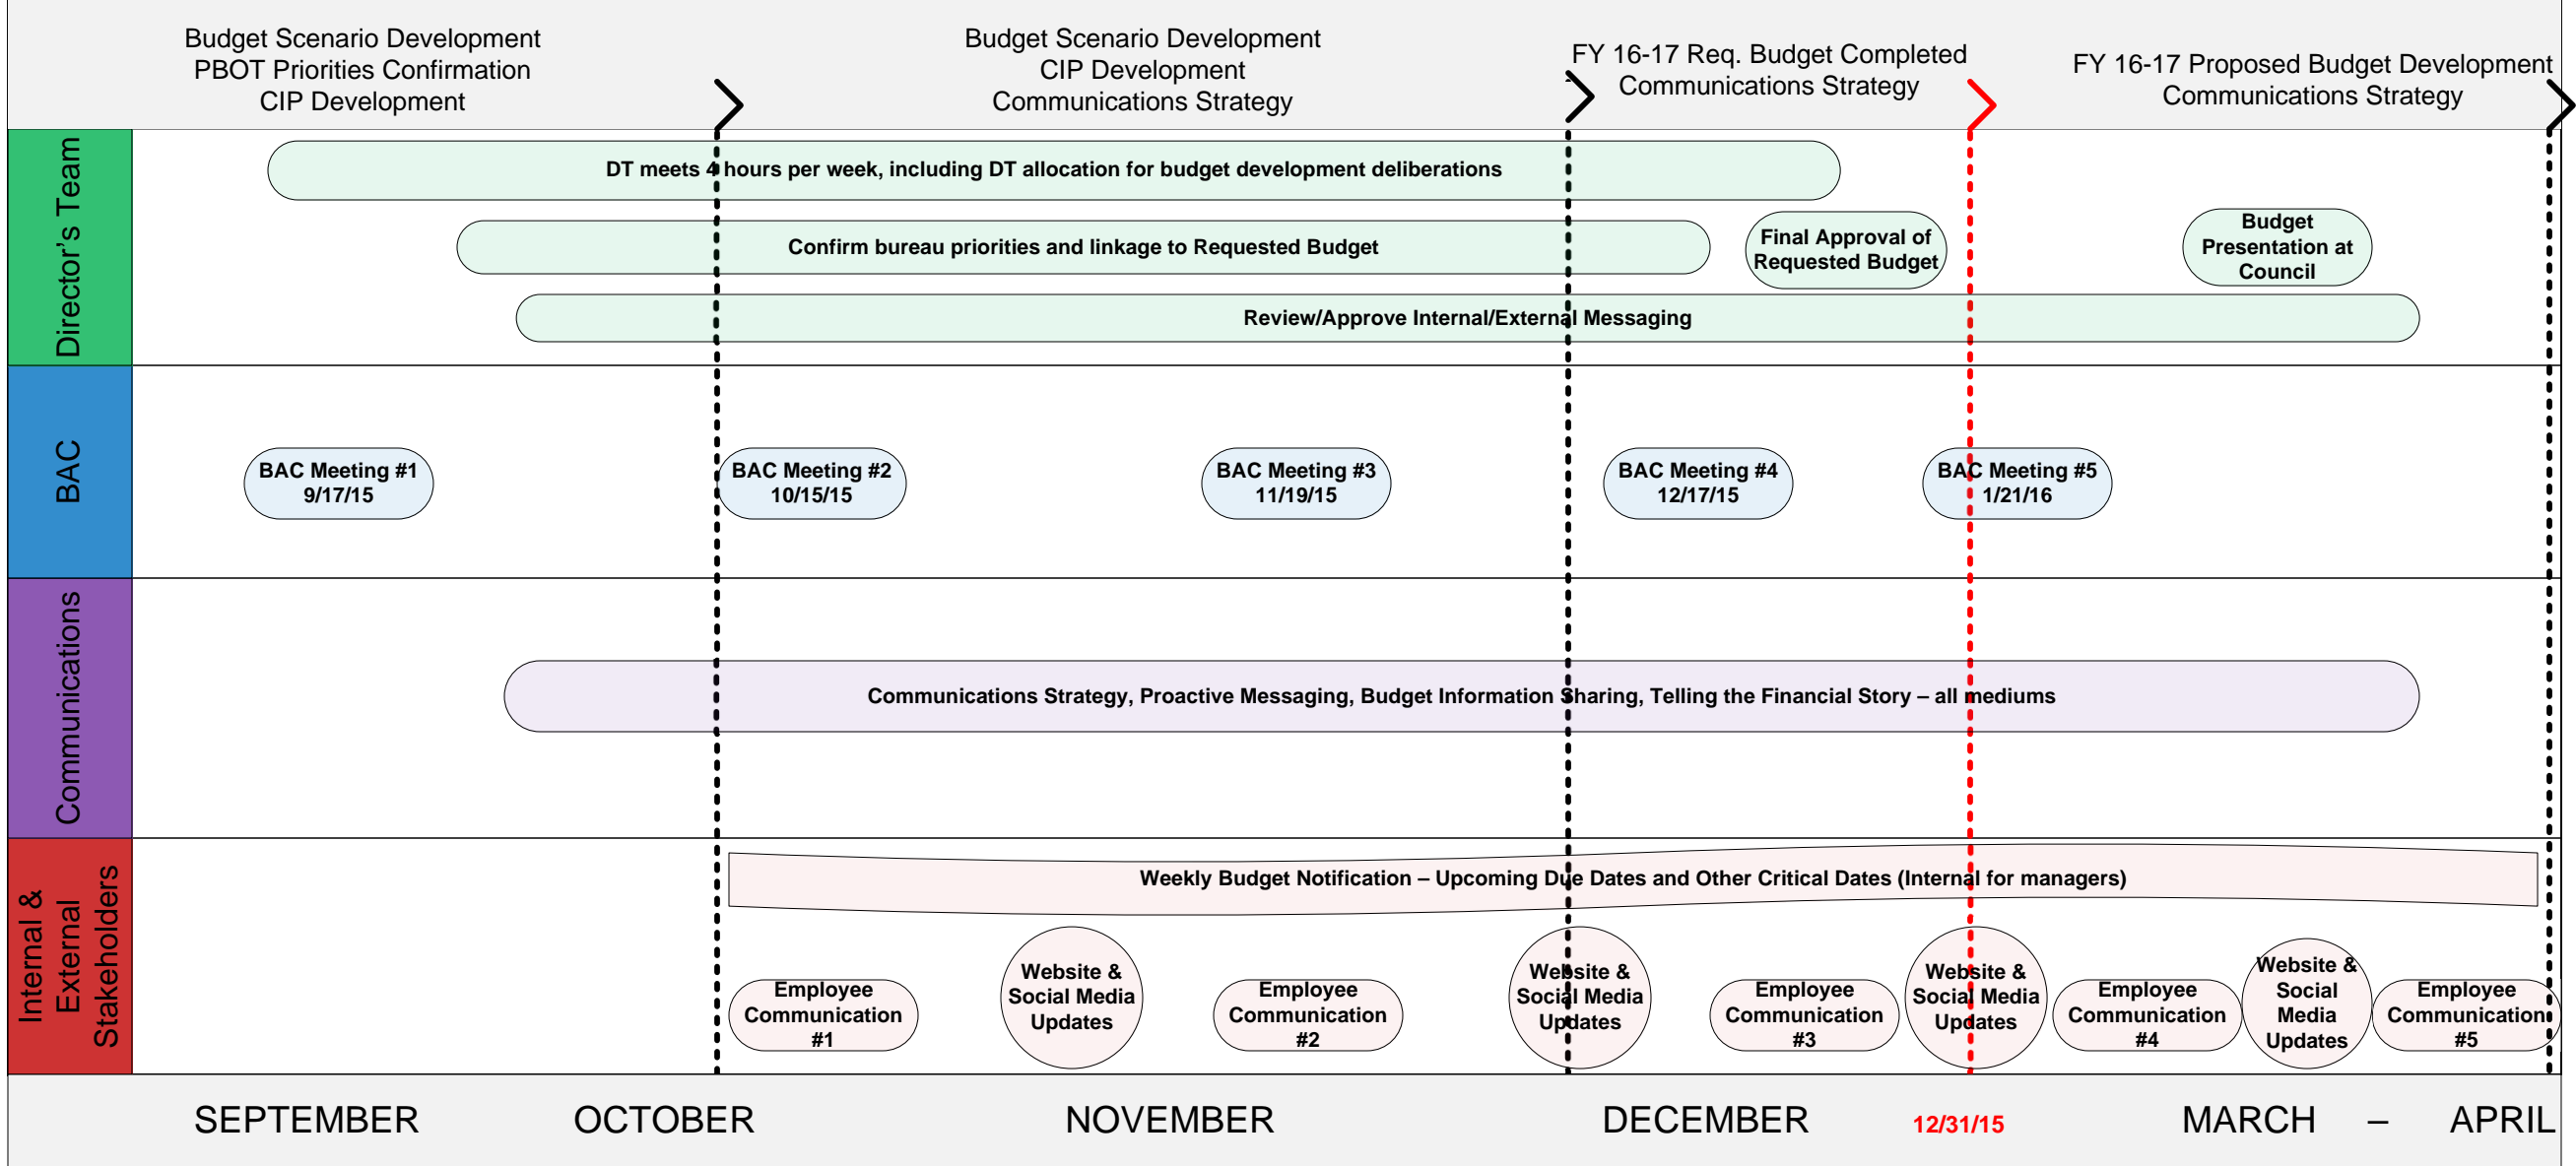 Budget Scenario Development
PBOT Priorities Confirmation
CIP Development
Budget Scenario Development
CIP Development
Communications Strategy
FY 16-17 Req. Budget Completed
Communications Strategy
FY 16-17 Proposed Budget Development
Communications Strategy
Director's Team
DT meets 4 hours per week, including DT allocation for budget development deliberations
Confirm bureau priorities and linkage to Requested Budget
Final Approval of
Requested Budget
Budget
Presentation at
Council
Review/Approve Internal/External Messaging
BAC
BAC Meeting #1
9/17/15
BAC Meeting #2
10/15/15
BAC Meeting #3
11/19/15
BAC Meeting #4
12/17/15
BAC Meeting #5
1/21/16
Communications
Communications Strategy, Proactive Messaging, Budget Information Sharing, Telling the Financial Story – all mediums
Internal &
External
Stakeholders
Weekly Budget Notification – Upcoming Due Dates and Other Critical Dates (Internal for managers)
Employee
Communication
#1
Website &
Social Media
Updates
Employee
Communication
#2
Website &
Social Media
Updates
Employee
Communication
#3
Website &
Social Media
Updates
Employee
Communication
#4
Website &
Social
Media
Updates
Employee
Communication
#5
SEPTEMBER
OCTOBER
NOVEMBER
DECEMBER
12/31/15
MARCH – APRIL